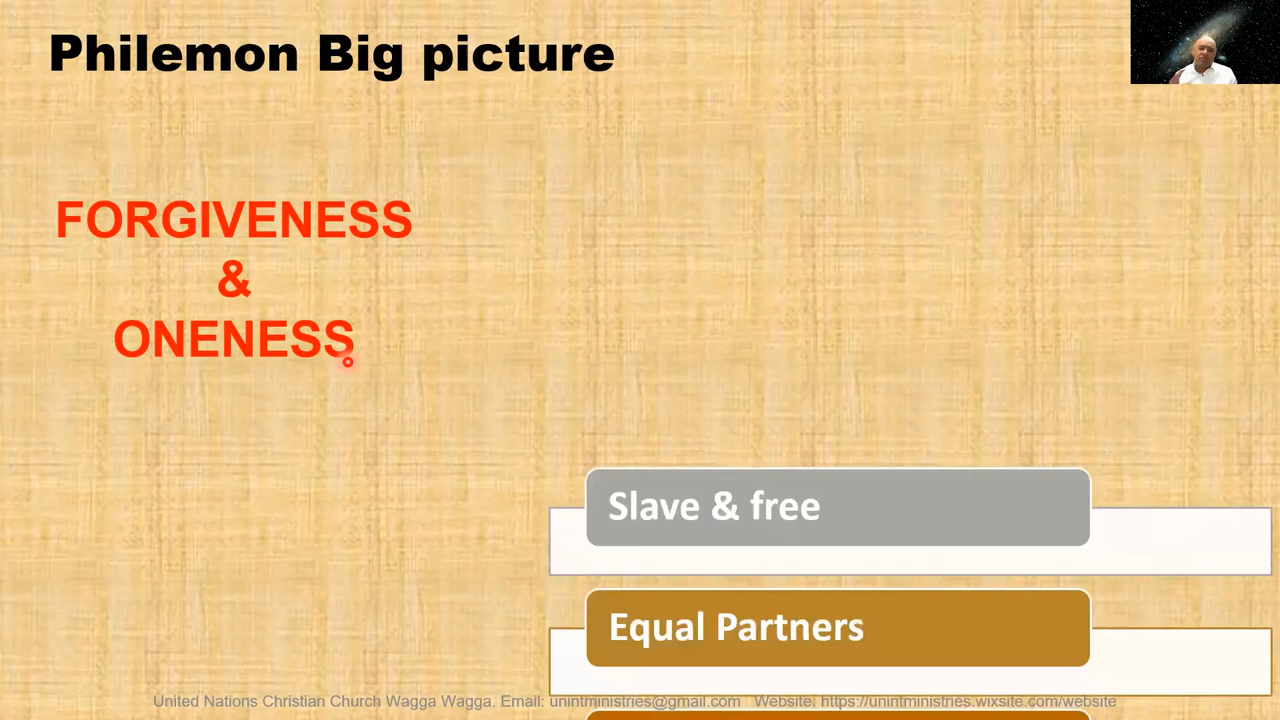 Philemon Big picture
FORGIVENESS
&
ONENESS
Slave & free
Equal Partners
United Nations Christian Church Wagga Wagga. Email: unintministries@gmail.com Website: https://unintministries.wixsite.com/website